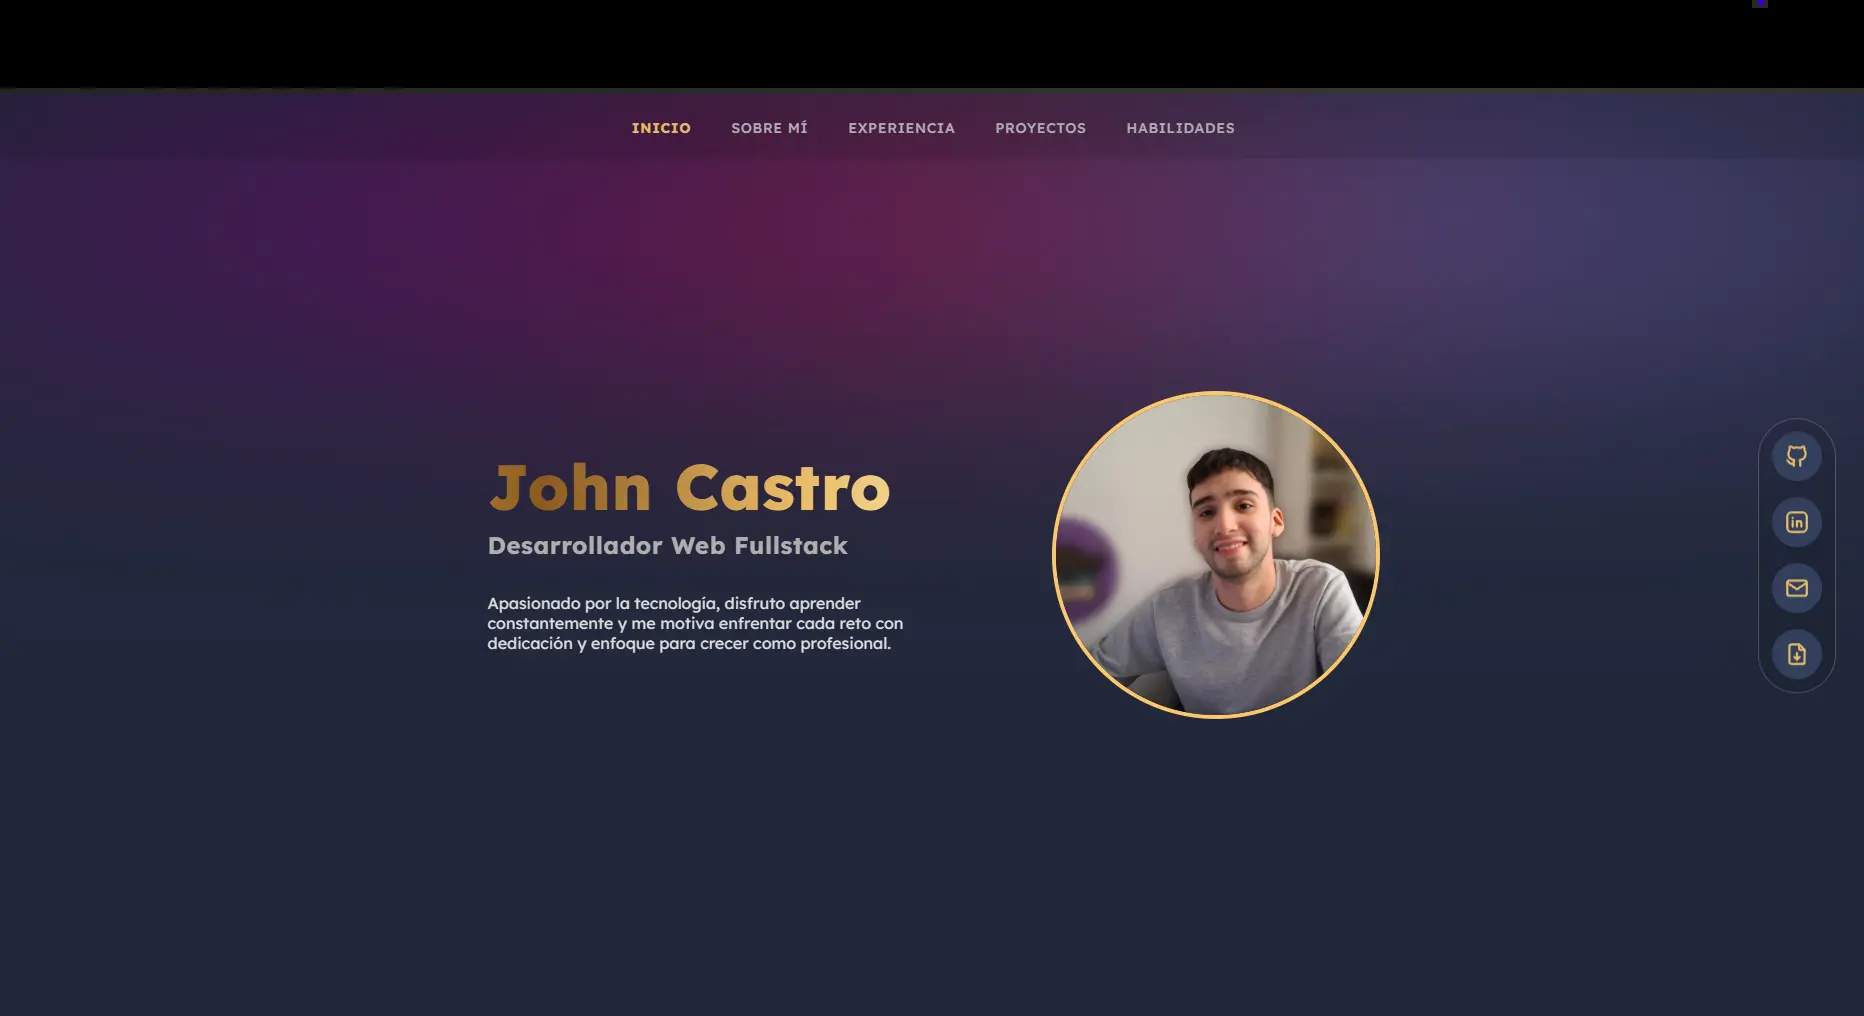 INICIO SOBRE MÍ EXPERIENCIA PROYECTOS HABILIDADES
John Castro
Desarrollador Web Fullstack
Apasionado por la tecnología, disfruto aprender
constantemente y me motiva enfrentar cada reto con
dedicación y enfoque para crecer como profesional.
in